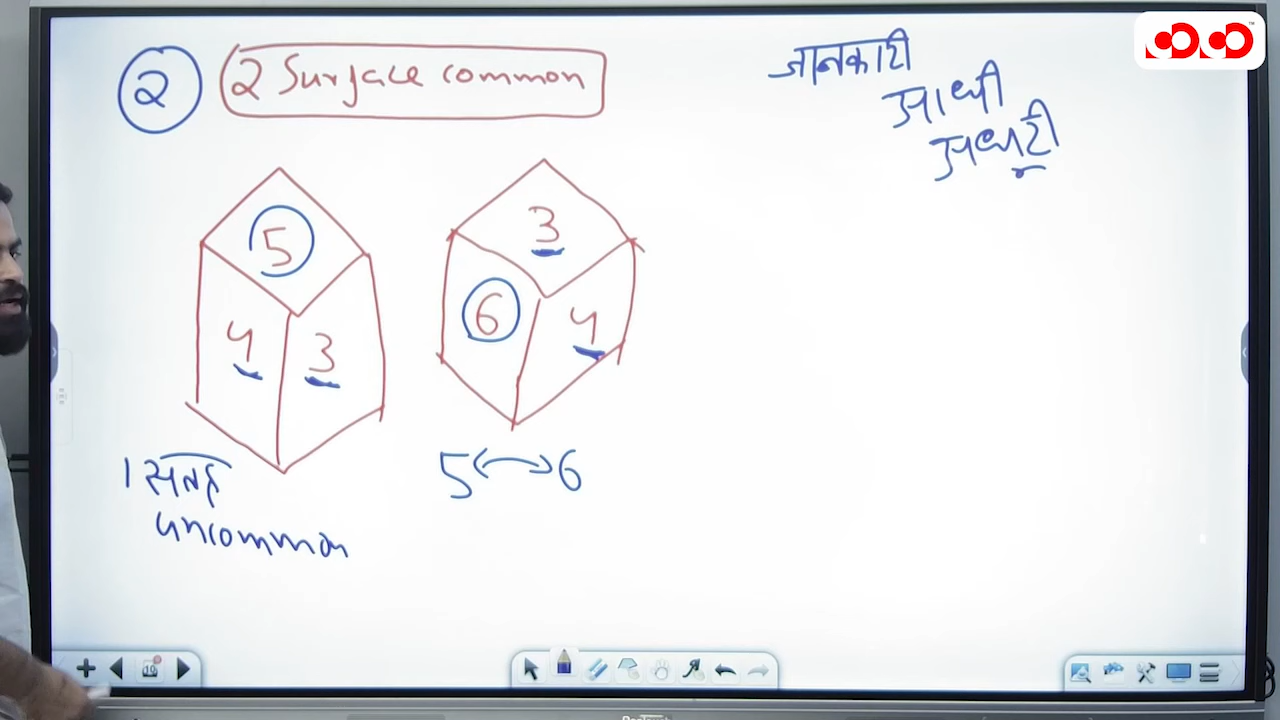 2
2 Surface common
जानकारी
आधी
अधूरी
5
4 3
3
6 4
1 सतह
uncommon
5 ↔ 6